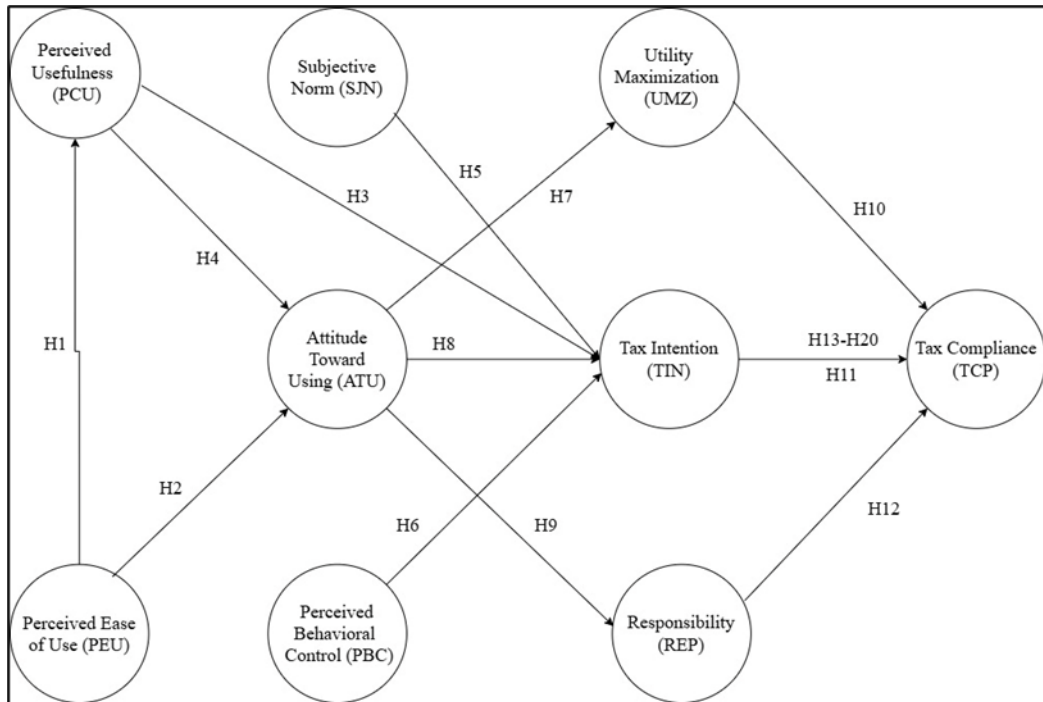 Perceived
Usefulness
(PCU)
Subjective
Norm (SJN)
Utility
Maximization
(UMZ)
H5
H3
H7
H10
H4
H1
Attitude
Toward
Using (ATU)
H8
Tax Intention
(TIN)
H13-H20
H11
Tax Compliance
(TCP)
H2
H6
H9
H12
Perceived Ease
of Use (PEU)
Perceived
Behavioral
Control (PBC)
Responsibility
(REP)